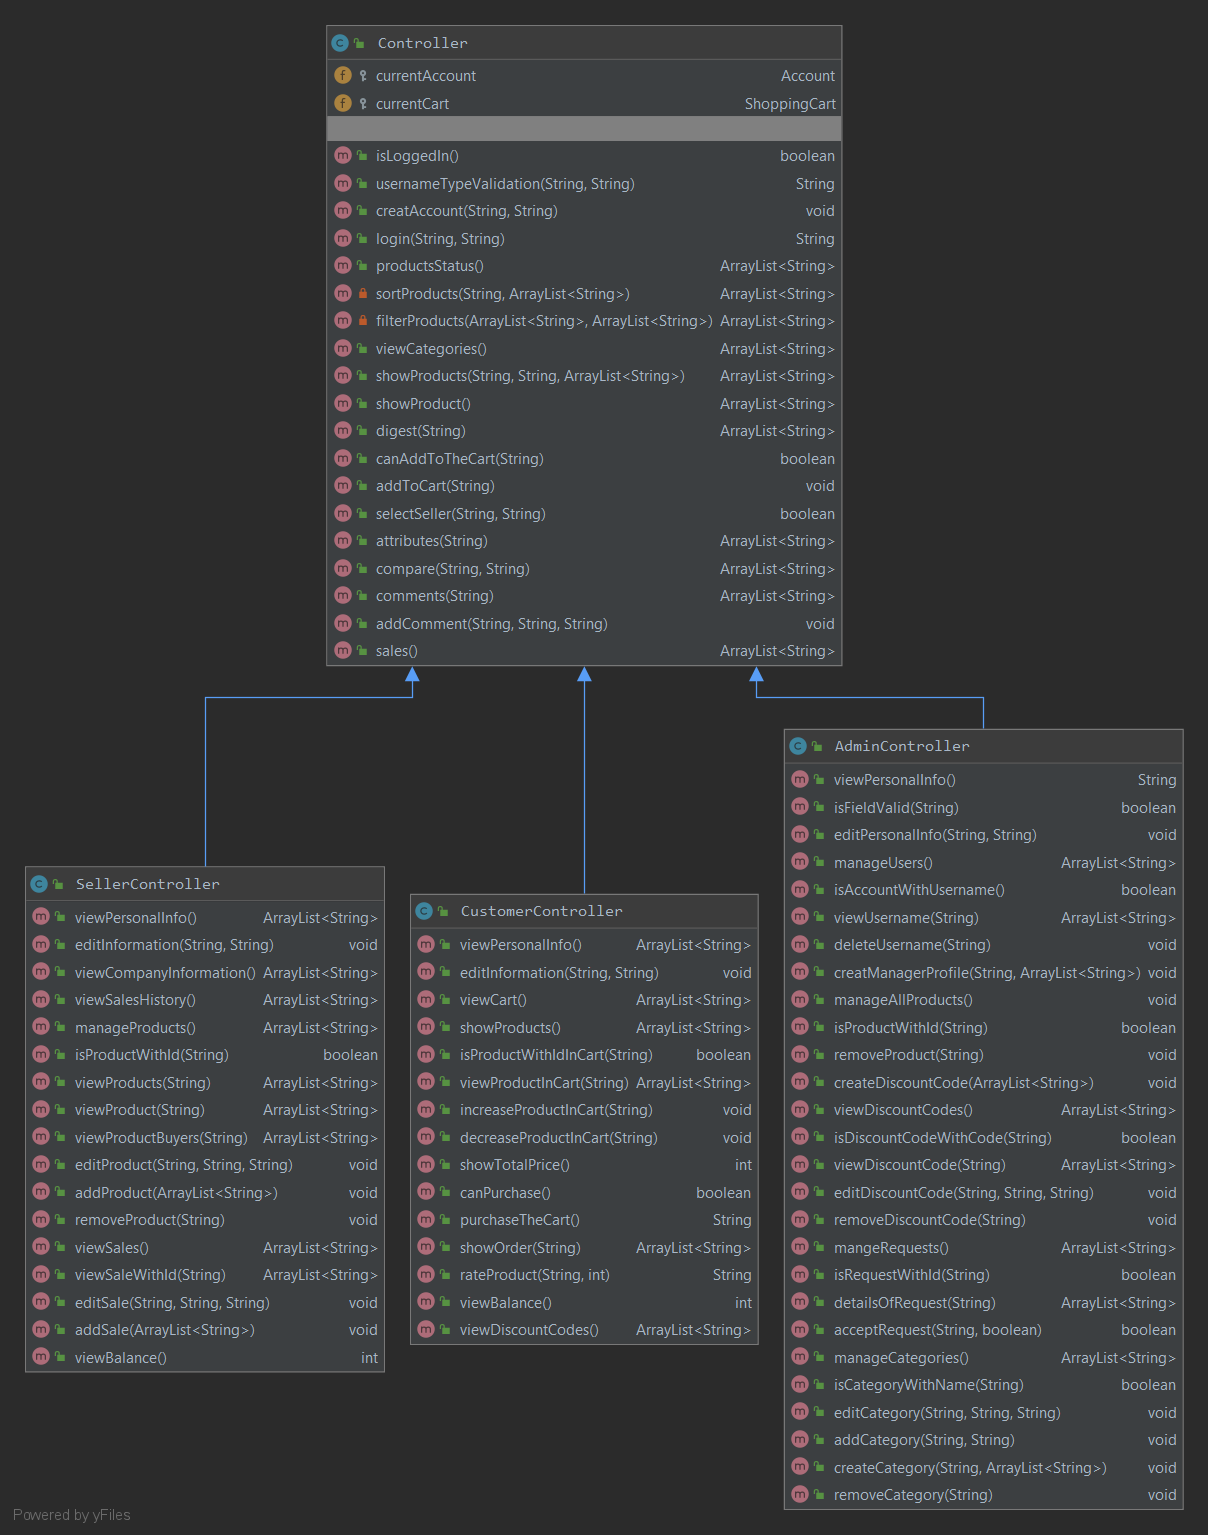 Controller
currentAccount Account
currentCart ShoppingCart
isLoggedIn() boolean
usernameTypeValidation(String, String) String
creatAccount(String, String) void
login(String, String) String
productsStatus() ArrayList<String>
sortProducts(String, ArrayList<String>) ArrayList<String>
filterProducts(ArrayList<String>, ArrayList<String>) ArrayList<String>
viewCategories() ArrayList<String>
showProducts(String, String, ArrayList<String>) ArrayList<String>
showProduct() ArrayList<String>
digest(String) ArrayList<String>
canAddToTheCart(String) boolean
addToCart(String) void
selectSeller(String, String) boolean
attributes(String) ArrayList<String>
compare(String, String) ArrayList<String>
comments(String) ArrayList<String>
addComment(String, String, String) void
sales() ArrayList<String>
SellerController
viewPersonalInfo() ArrayList<String>
editInformation(String, String) void
viewCompanyInformation() ArrayList<String>
viewSalesHistory() ArrayList<String>
manageProducts() ArrayList<String>
isProductWithId(String) boolean
viewProducts(String) ArrayList<String>
viewProduct(String) ArrayList<String>
viewProductBuyers(String) ArrayList<String>
editProduct(String, String, String) void
addProduct(ArrayList<String>) void
removeProduct(String) void
viewSales() ArrayList<String>
viewSaleWithId(String) ArrayList<String>
editSale(String, String, String) void
addSale(ArrayList<String>) void
viewBalance() int
CustomerController
viewPersonalInfo() ArrayList<String>
editInformation(String, String) void
viewCart() ArrayList<String>
showProducts() ArrayList<String>
isProductWithIdInCart(String) boolean
viewProductInCart(String) ArrayList<String>
increaseProductInCart(String) void
decreaseProductInCart(String) void
showTotalPrice() int
canPurchase() boolean
purchaseTheCart() String
showOrder(String) ArrayList<String>
rateProduct(String, int) String
viewBalance() int
viewDiscountCodes() ArrayList<String>
AdminController
viewPersonalInfo() String
isFieldValid(String) boolean
editPersonalInfo(String, String) void
manageUsers() ArrayList<String>
isAccountWithUsername() boolean
viewUsername(String) ArrayList<String>
deleteUsername(String) void
creatManagerProfile(String, ArrayList<String>) void
manageAllProducts() void
isProductWithId(String) boolean
removeProduct(String) void
createDiscountCode(ArrayList<String>) void
viewDiscountCodes() ArrayList<String>
isDiscountCodeWithCode(String) boolean
viewDiscountCode(String) ArrayList<String>
editDiscountCode(String, String, String) void
removeDiscountCode(String) void
mangeRequests() ArrayList<String>
isRequestWithId(String) boolean
detailsOfRequest(String) ArrayList<String>
acceptRequest(String, boolean) boolean
manageCategories() ArrayList<String>
isCategoryWithName(String) boolean
editCategory(String, String, String) void
addCategory(String, String) void
createCategory(String, ArrayList<String>) void
removeCategory(String) void
Powered by yFiles